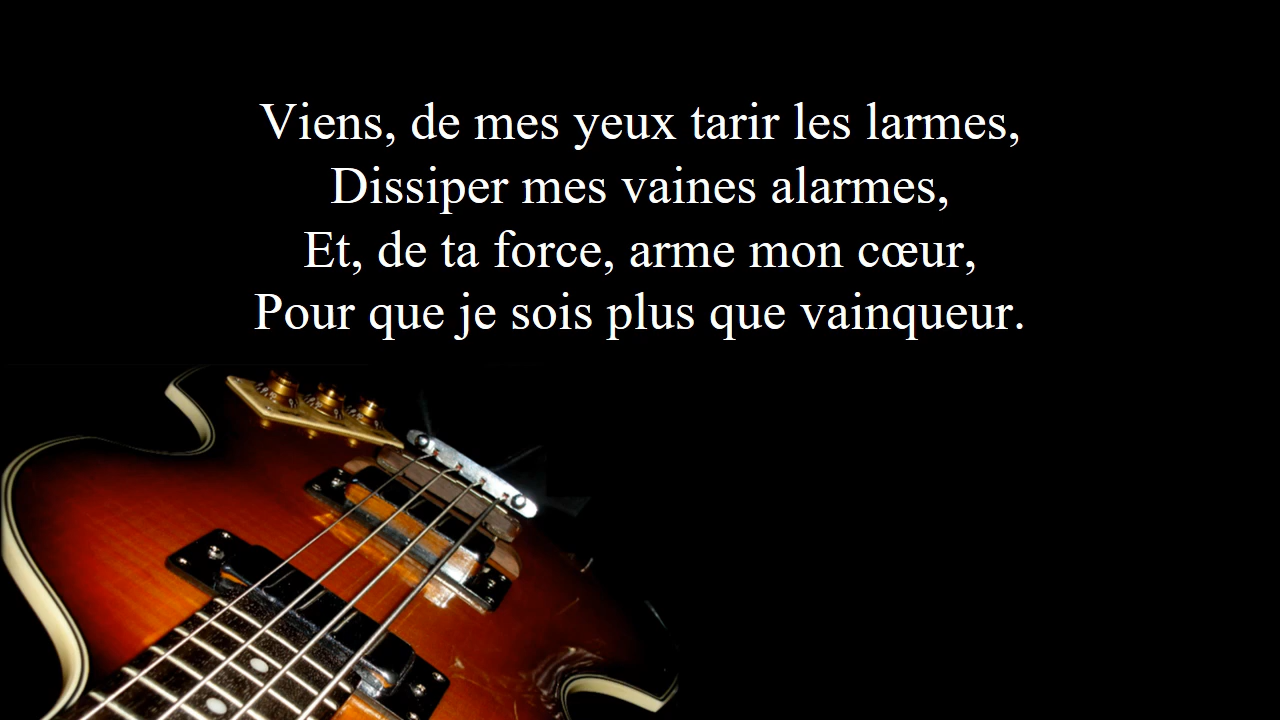 Viens, de mes yeux tarir les larmes,
Dissiper mes vaines alarmes,
Et, de ta force, arme mon cœur,
Pour que je sois plus que vainqueur.